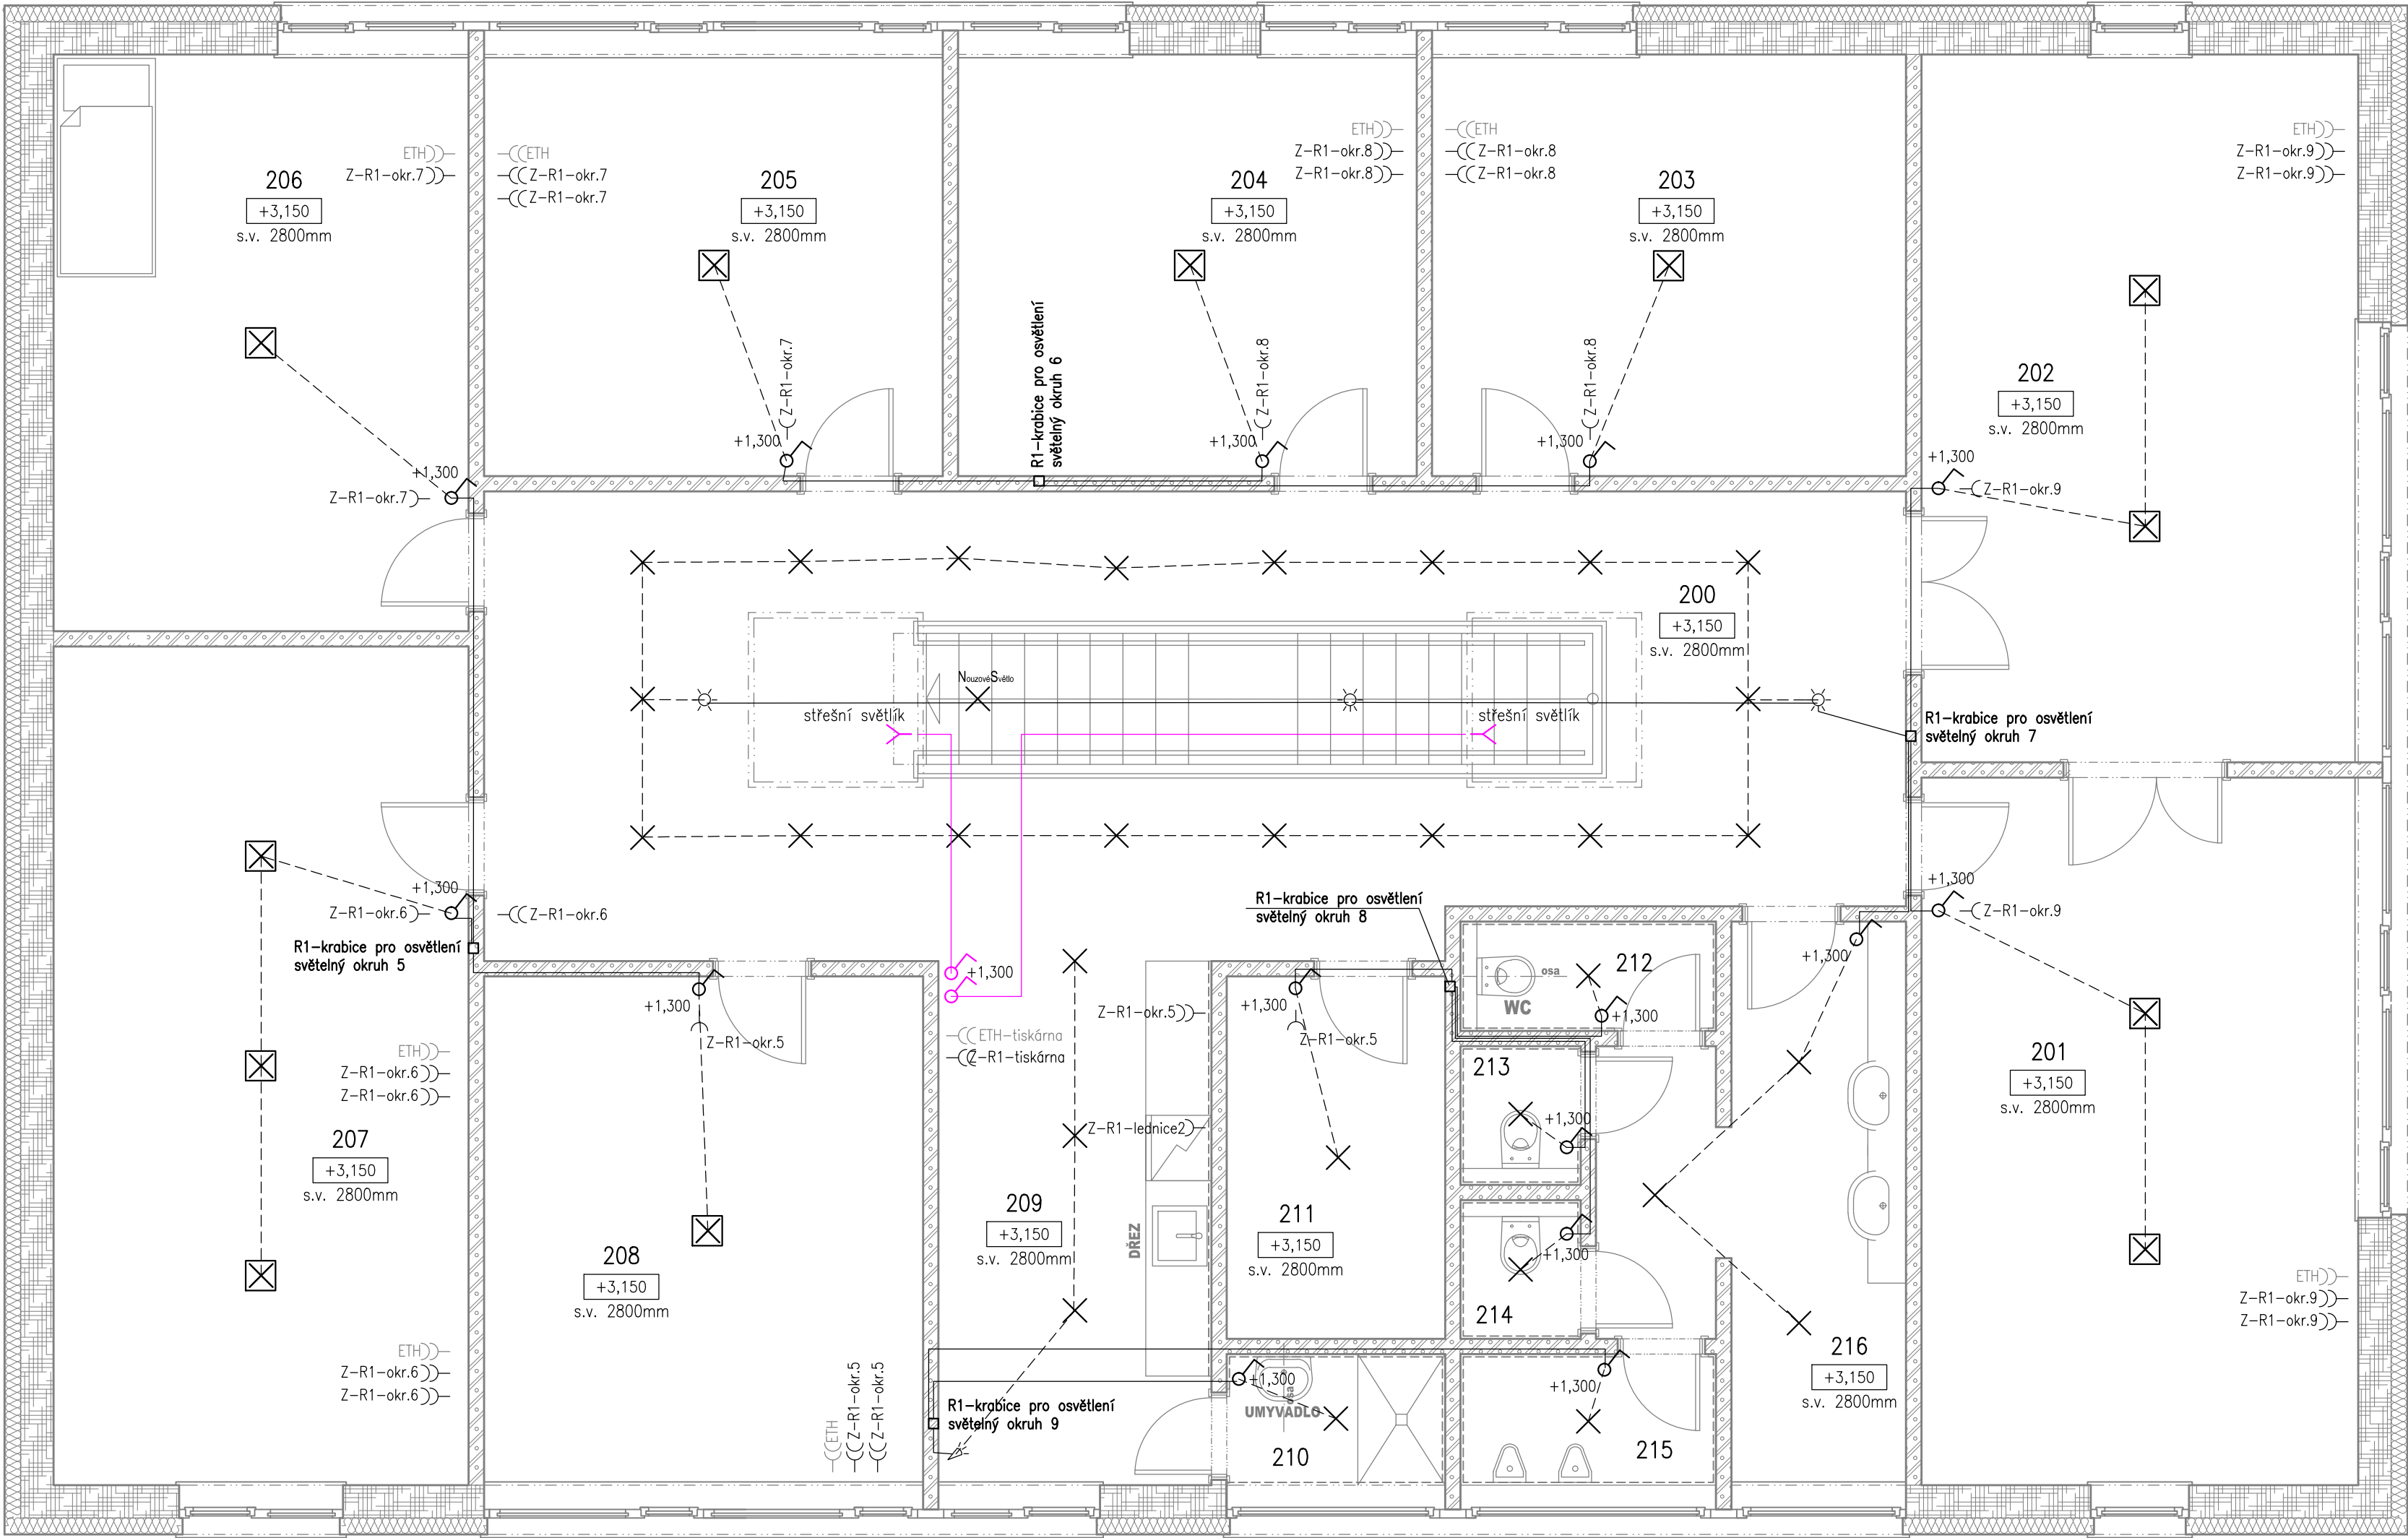 206
+3,150
s.v. 2800mm
ETH
Z-R1-okr.7
+1,300
Z-R1-okr.7
ETH
Z-R1-okr.7
Z-R1-okr.7
205
+3,150
s.v. 2800mm
Z-R1-okr.7
+1,300
R1-krabice pro osvětlení
světelný okruh 6
204
+3,150
s.v. 2800mm
ETH
Z-R1-okr.8
Z-R1-okr.8
Z-R1-okr.8
+1,300
ETH
Z-R1-okr.8
Z-R1-okr.8
203
+3,150
s.v. 2800mm
Z-R1-okr.8
+1,300
ETH
Z-R1-okr.9
Z-R1-okr.9
202
+3,150
s.v. 2800mm
+1,300
Z-R1-okr.9
200
+3,150
s.v. 2800mm
NouzovéSvětlo
střešní světlík
střešní světlík
R1-krabice pro osvětlení
světelný okruh 7
+1,300
Z-R1-okr.6
Z-R1-okr.6
R1-krabice pro osvětlení
světelný okruh 5
ETH
Z-R1-okr.6
Z-R1-okr.6
207
+3,150
s.v. 2800mm
ETH
Z-R1-okr.6
Z-R1-okr.6
+1,300
Z-R1-okr.5
208
+3,150
s.v. 2800mm
ETH
Z-R1-okr.5
Z-R1-okr.5
+1,300
ETH-tiskárna
Z-R1-tiskárna
Z-R1-okr.5
Z-R1-lednice2
209
+3,150
s.v. 2800mm
DŘEZ
R1-krabice pro osvětlení
světelný okruh 9
R1-krabice pro osvětlení
světelný okruh 8
+1,300
Z-R1-okr.5
211
+3,150
s.v. 2800mm
+1,300
osa
UMYVADLO
210
212
osa
WC
+1,300
213
+1,300
+1,300
214
+1,300
215
+1,300
216
+3,150
s.v. 2800mm
+1,300
Z-R1-okr.9
201
+3,150
s.v. 2800mm
ETH
Z-R1-okr.9
Z-R1-okr.9